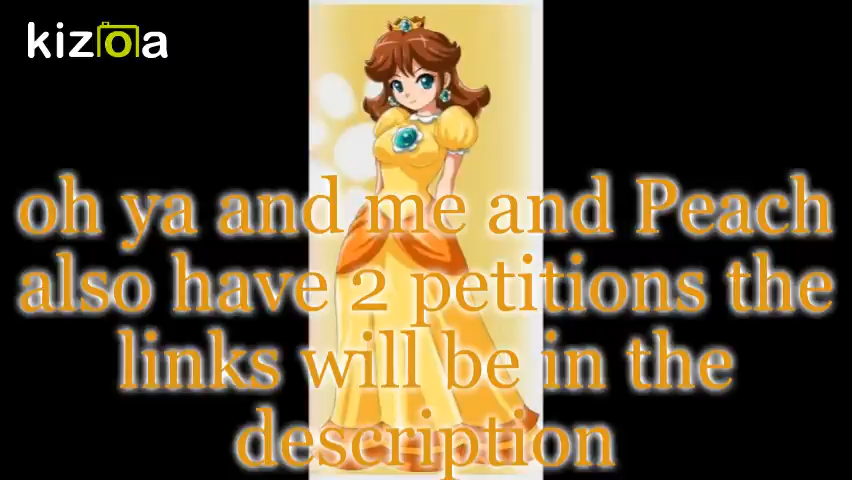 kizoa
oh ya and me and Peach
also have 2 petitions the
links will be in the
description